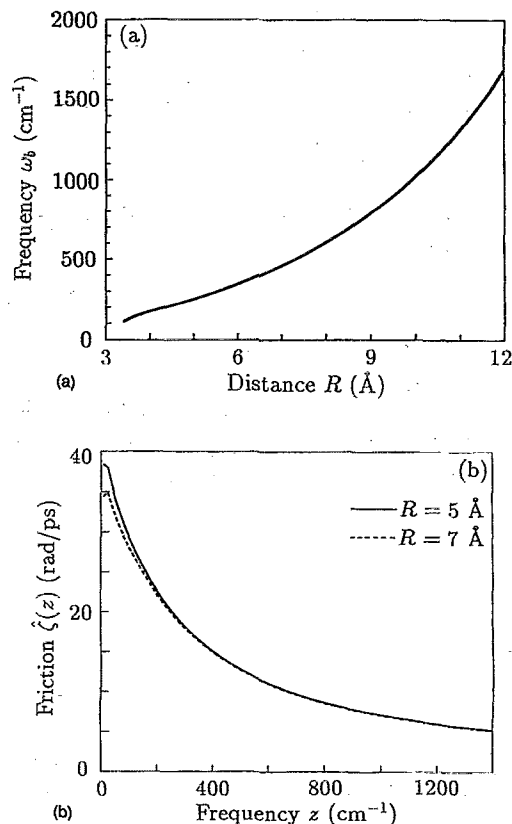 2000
(a)
1500
1000
500
0
Frequency ω_b (cm⁻¹)
3
6
9
12
(a)
Distance R (Å)
40
(b)
R = 5 Å
R = 7 Å
20
0
Friction ζ̂(z) (rad/ps)
0
400
800
1200
(b)
Frequency z (cm⁻¹)